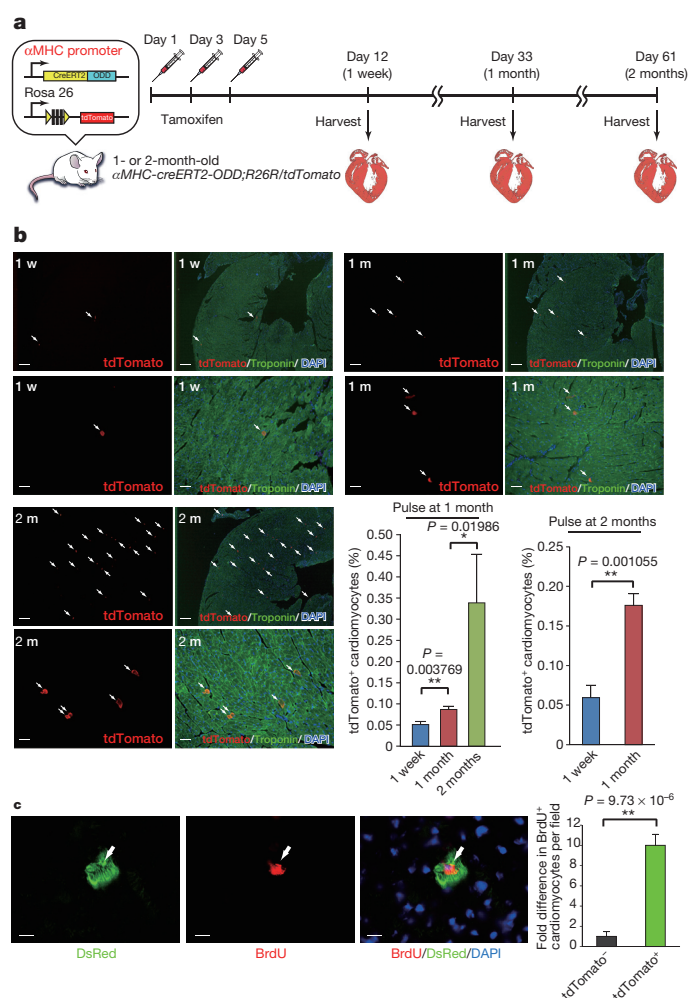 a
αMHC promoter
CreERT2 ODD
Rosa 26
tdTomato
Day 1 Day 3 Day 5
Tamoxifen
Day 12
(1 week)
Day 33
(1 month)
Day 61
(2 months)
Harvest
Harvest
Harvest
1- or 2-month-old
αMHC-creERT2-ODD;R26R/tdTomato
b
1 w
tdTomato
1 w
tdTomato/Troponin/DAPI
1 m
tdTomato
1 m
tdTomato/Troponin/DAPI
1 w
tdTomato
1 w
tdTomato/Troponin/DAPI
1 m
tdTomato
1 m
tdTomato/Troponin/DAPI
2 m
tdTomato
2 m
tdTomato/Troponin/DAPI
2 m
tdTomato
2 m
tdTomato/Troponin/DAPI
Pulse at 1 month
P = 0.01986
*
P =
0.003769
**
tdTomato⁺ cardiomyocytes (%)
0.50
0.45
0.40
0.35
0.30
0.25
0.20
0.15
0.10
0.05
0
1 week
1 month
2 months
Pulse at 2 months
P = 0.001055
**
tdTomato⁺ cardiomyocytes (%)
0.25
0.20
0.15
0.10
0.05
0
1 week
1 month
c
DsRed
BrdU
BrdU/DsRed/DAPI
P = 9.73 × 10⁻⁶
**
Fold difference in BrdU⁺
cardiomyocytes per field
12
10
8
6
4
2
0
tdTomato⁻
tdTomato⁺